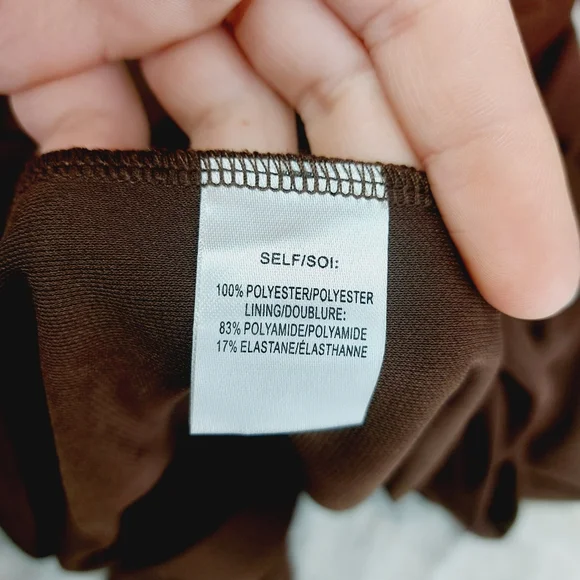 SELF/SOI:
100% POLYESTER/POLYESTER
LINING/DOUBLURE:
83% POLYAMIDE/POLYAMIDE
17% ELASTANE/ÉLASTHANNE